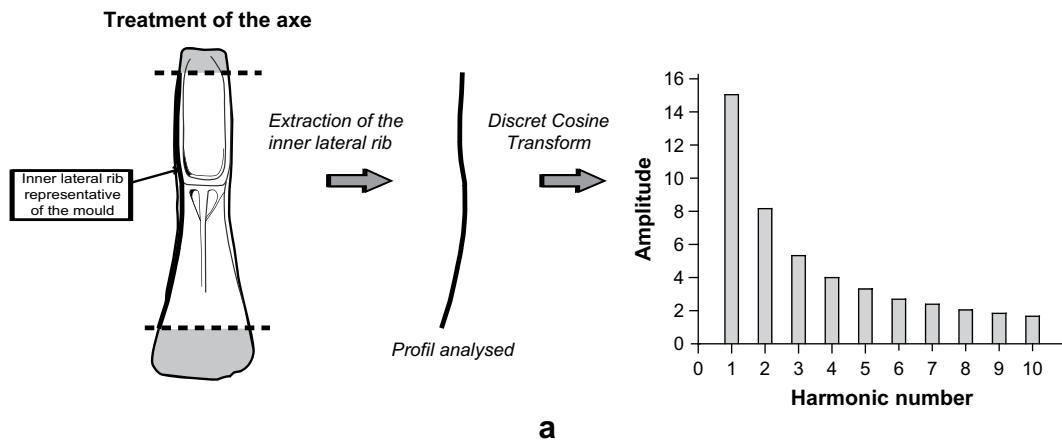 Treatment of the axe
Inner lateral rib
representative
of the mould
Extraction of the
inner lateral rib
Profil analysed
Discret Cosine
Transform
Amplitude
16
14
12
10
8
6
4
2
0
0 1 2 3 4 5 6 7 8 9 10
Harmonic number
a